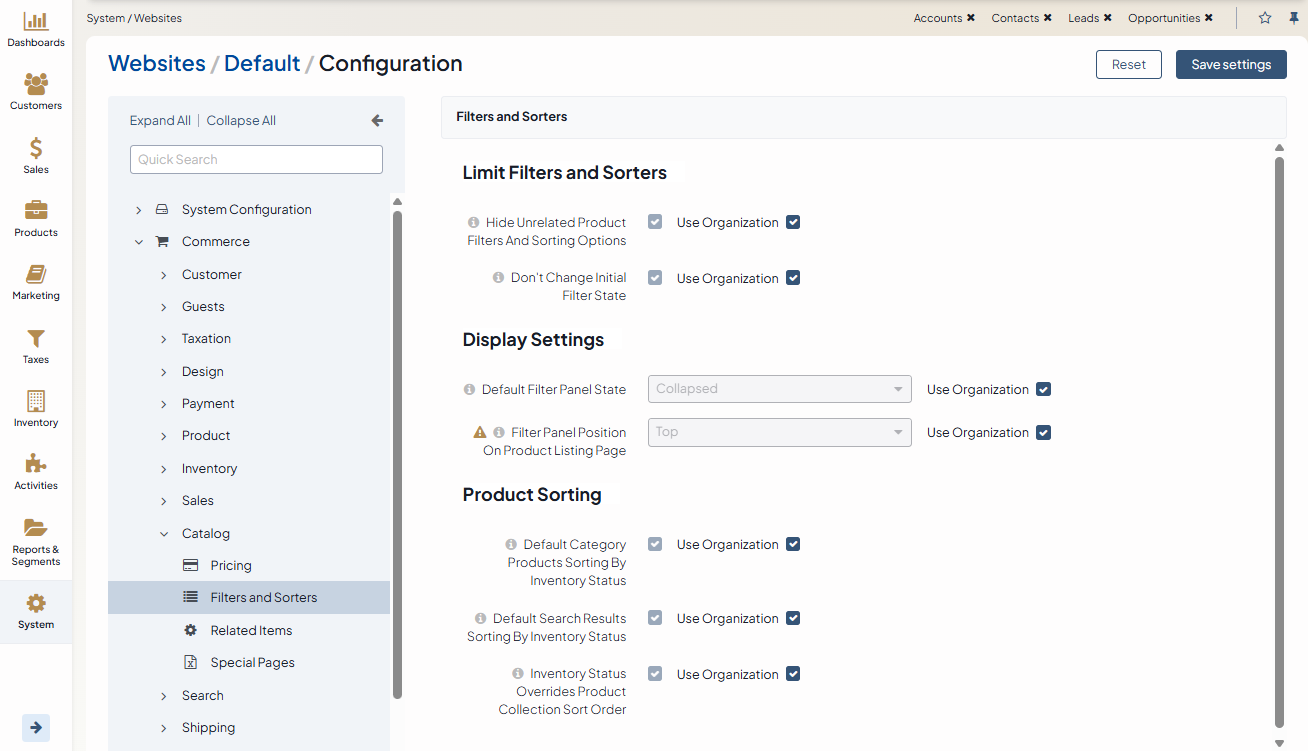 System / Websites
Accounts ✖ Contacts ✖ Leads ✖ Opportunities ✖
Dashboards
Customers
Sales
Products
Marketing
Taxes
Inventory
Activities
Reports &
Segments
System
Websites / Default / Configuration
Reset
Save settings
Expand All | Collapse All
Quick Search
System Configuration
Commerce
Customer
Guests
Taxation
Design
Payment
Product
Inventory
Sales
Catalog
Pricing
Filters and Sorters
Related Items
Special Pages
Search
Shipping
Filters and Sorters
Limit Filters and Sorters
Hide Unrelated Product
Filters And Sorting Options
Use Organization
Don't Change Initial
Filter State
Use Organization
Display Settings
Default Filter Panel State
Collapsed
Use Organization
Filter Panel Position
On Product Listing Page
Top
Use Organization
Product Sorting
Default Category
Products Sorting By
Inventory Status
Use Organization
Default Search Results
Sorting By Inventory Status
Use Organization
Inventory Status
Overrides Product
Collection Sort Order
Use Organization